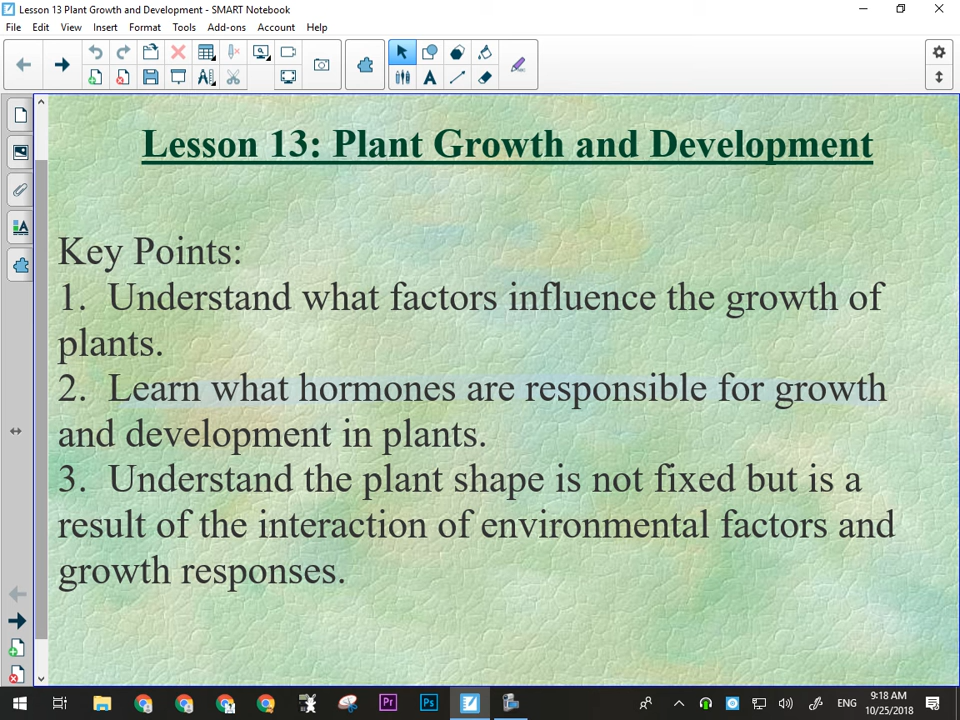 Lesson 13 Plant Growth and Development - SMART Notebook
File Edit View Insert Format Tools Add-ons Account Help
Lesson 13: Plant Growth and Development
Key Points:
1. Understand what factors influence the growth of
plants.
2. Learn what hormones are responsible for growth
and development in plants.
3. Understand the plant shape is not fixed but is a
result of the interaction of environmental factors and
growth responses.
Pr Ps ENG 9:18 AM
10/25/2018